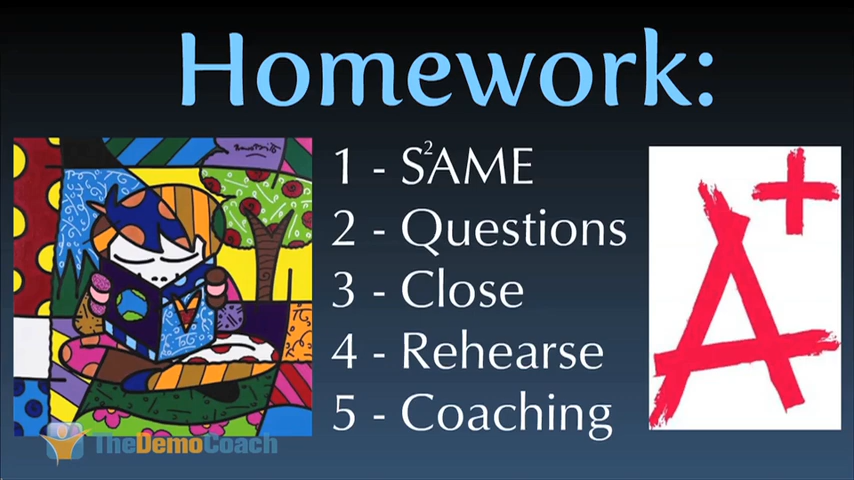 Homework:
1 - S²AME
2 - Questions
3 - Close
4 - Rehearse
5 - Coaching
A+
TheDemoCoach